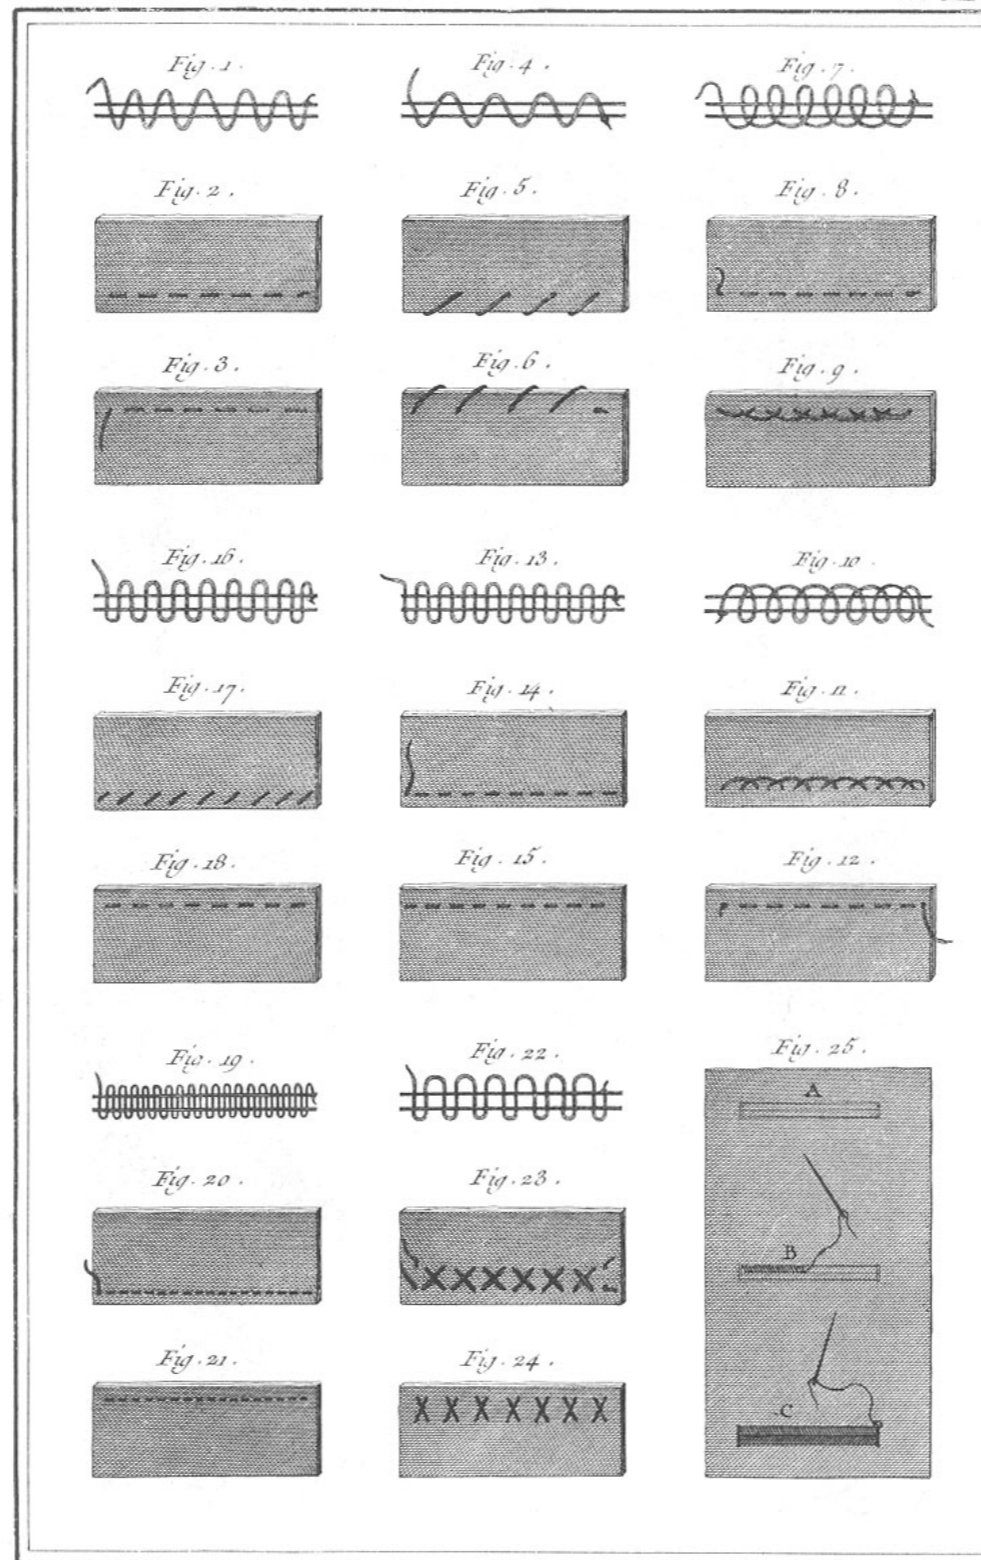 Fig. 1. Fig. 4. Fig. 7.
Fig. 2. Fig. 5. Fig. 8.
Fig. 3. Fig. 6. Fig. 9.
Fig. 16. Fig. 13. Fig. 10.
Fig. 17. Fig. 14. Fig. 11.
Fig. 18. Fig. 15. Fig. 12.
Fig. 19. Fig. 22. Fig. 25.
A
Fig. 20. Fig. 23.
B
Fig. 21. Fig. 24.
C